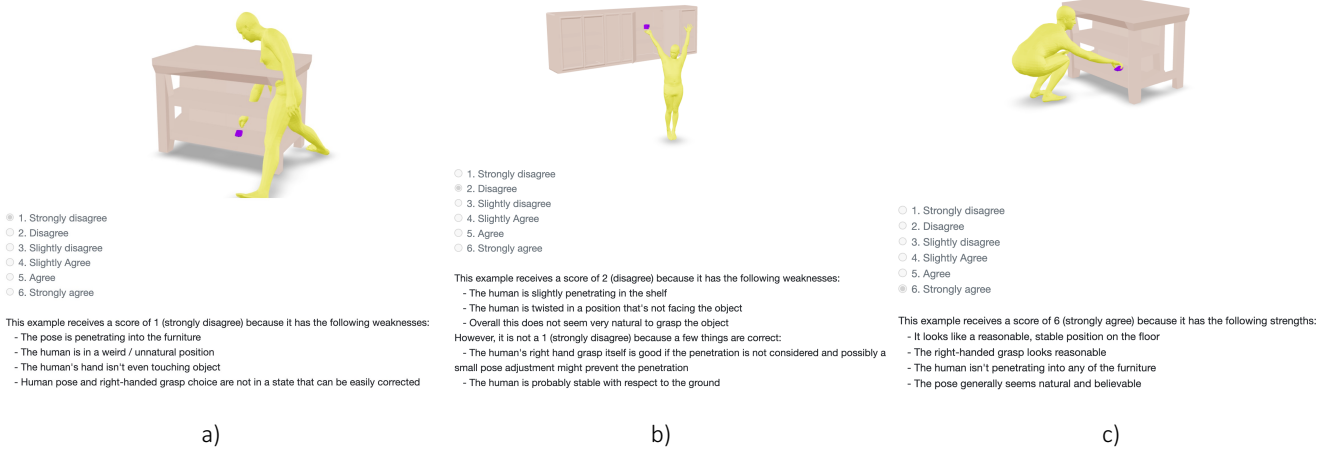 1. Strongly disagree
2. Disagree
3. Slightly disagree
4. Slightly Agree
5. Agree
6. Strongly agree
This example receives a score of 1 (strongly disagree) because it has the following weaknesses:
- The pose is penetrating into the furniture
- The human is in a weird / unnatural position
- The human's hand isn't even touching object
- Human pose and right-handed grasp choice are not in a state that can be easily corrected
a)
1. Strongly disagree
2. Disagree
3. Slightly disagree
4. Slightly Agree
5. Agree
6. Strongly agree
This example receives a score of 2 (disagree) because it has the following weaknesses:
- The human is slightly penetrating in the shelf
- The human is twisted in a position that's not facing the object
- Overall this does not seem very natural to grasp the object
However, it is not a 1 (strongly disagree) because a few things are correct:
- The human's right hand grasp itself is good if the penetration is not considered and possibly a
small pose adjustment might prevent the penetration
- The human is probably stable with respect to the ground
b)
1. Strongly disagree
2. Disagree
3. Slightly disagree
4. Slightly Agree
5. Agree
6. Strongly agree
This example receives a score of 6 (strongly agree) because it has the following strengths:
- It looks like a reasonable, stable position on the floor
- The right-handed grasp looks reasonable
- The human isn't penetrating into any of the furniture
- The pose generally seems natural and believable
c)